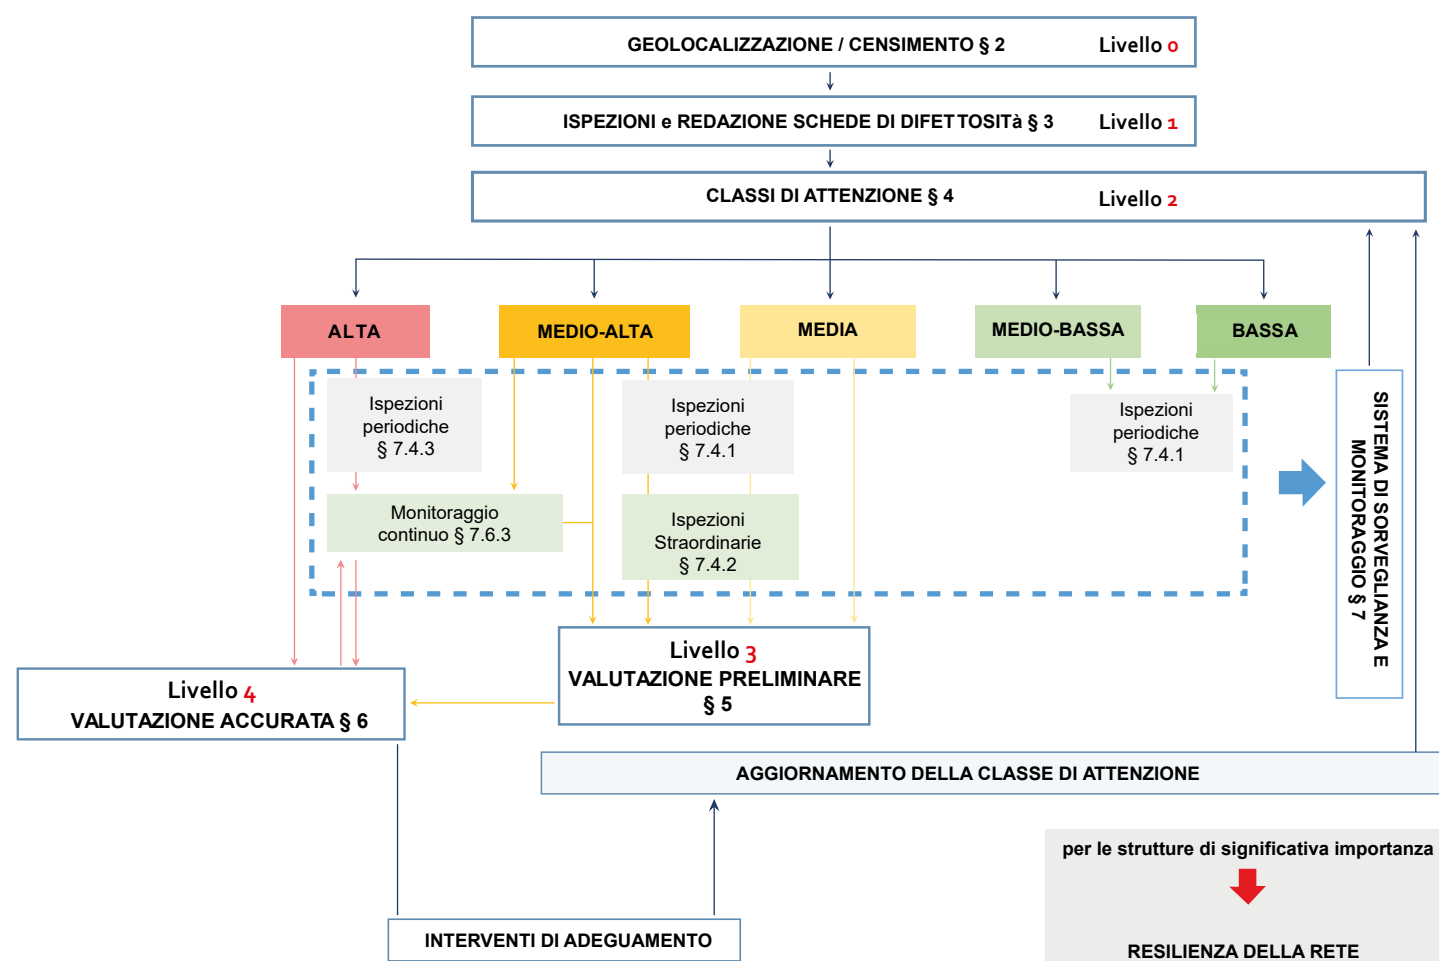 GEOLOCALIZZAZIONE / CENSIMENTO § 2 Livello 0
ISPEZIONI e REDAZIONE SCHEDE DI DIFETTOSITà § 3 Livello 1
CLASSI DI ATTENZIONE § 4 Livello 2
ALTA
MEDIO-ALTA
MEDIA
MEDIO-BASSA
BASSA
Ispezioni
periodiche
§ 7.4.3
Ispezioni
periodiche
§ 7.4.1
Ispezioni
periodiche
§ 7.4.1
Monitoraggio
continuo § 7.6.3
Ispezioni
Straordinarie
§ 7.4.2
SISTEMA DI SORVEGLIANZA E
MONITORAGGIO § 7
Livello 3
VALUTAZIONE PRELIMINARE
§ 5
Livello 4
VALUTAZIONE ACCURATA § 6
AGGIORNAMENTO DELLA CLASSE DI ATTENZIONE
per le strutture di significativa importanza
INTERVENTI DI ADEGUAMENTO
RESILIENZA DELLA RETE